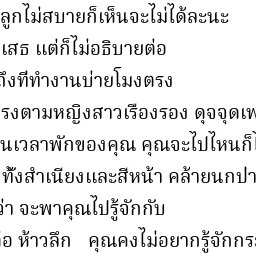 ลูกไม่สบายก็เห็นจะไม่ได้ละนะ
เสธ แต่ก็ไม่อธิบายต่อ
ถึงที่ทำงานบ่ายโมงตรง
รงตามหญิงสาวเรืองรอง ดุจจุดเพ
นเวลาพักของคุณ คุณจะไปไหนก็ไ
ทั้งสำเนียงและสีหน้า คล้ายนกปา
ว่า จะพาคุณไปรู้จักกับ
อ ห้าวลึก คุณคงไม่อยากรู้จักกระ